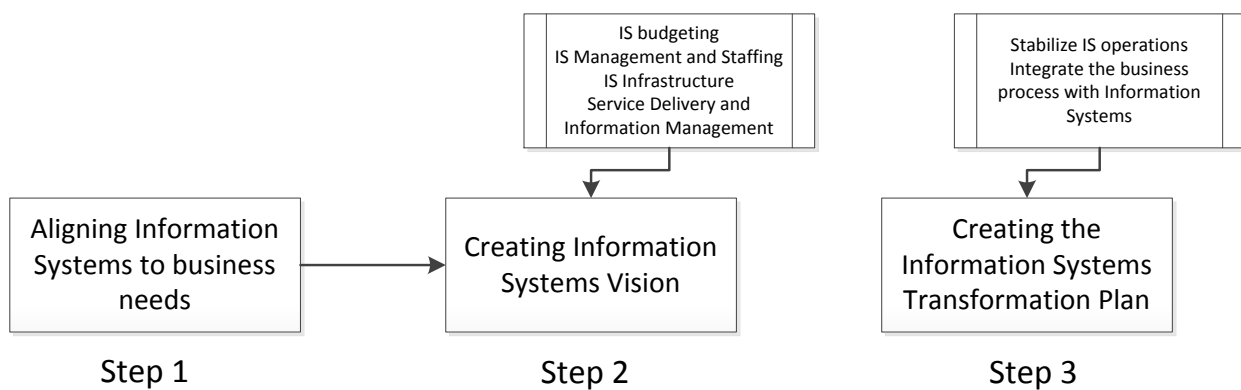 IS budgeting
IS Management and Staffing
IS Infrastructure
Service Delivery and
Information Management
Stabilize IS operations
Integrate the business
process with Information
Systems
Aligning Information
Systems to business
needs
Creating Information
Systems Vision
Creating the
Information Systems
Transformation Plan
Step 1
Step 2
Step 3